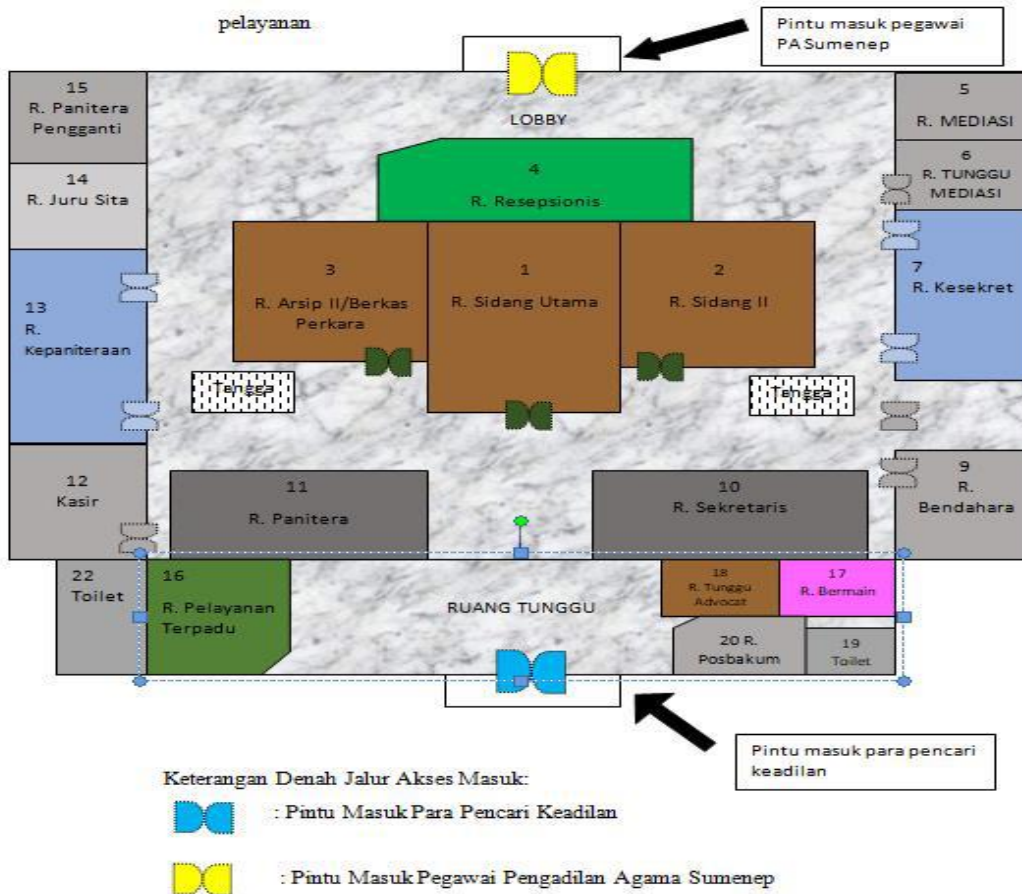 pelayanan
Pintu masuk pegawai
PA Sumenep
15
R. Panitera
Pengganti
LOBBY
5
R. MEDIASI
4
R. Resepsionis
6
R. TUNGGU
MEDIASI
14
R. Juru Sita
3
R. Arsip II/Berkas
Perkara
1
R. Sidang Utama
2
R. Sidang II
7
R. Kesekret
13
R.
Kepaniteraan
Tangga
Tangga
12
Kasir
11
R. Panitera
10
R. Sekretaris
9
R.
Bendahara
22
Toilet
16
R. Pelayanan
Terpadu
RUANG TUNGGU
18
R. Tunggu
Advocat
17
R. Bermain
20 R.
Posbakum
19
Toilet
Pintu masuk para pencari
keadilan
Keterangan Denah Jalur Akses Masuk:
: Pintu Masuk Para Pencari Keadilan
: Pintu Masuk Pegawai Pengadilan Agama Sumenep